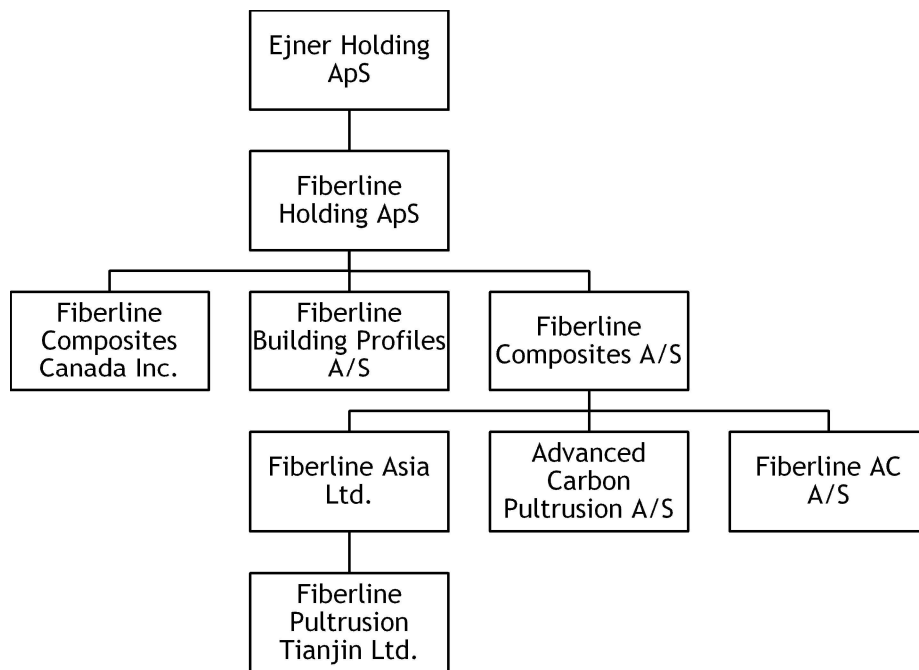 Ejner Holding
ApS
Fiberline
Holding ApS
Fiberline
Composites
Canada Inc.
Fiberline
Building Profiles
A/S
Fiberline
Composites A/S
Fiberline Asia
Ltd.
Advanced
Carbon
Pultrusion A/S
Fiberline AC
A/S
Fiberline
Pultrusion
Tianjin Ltd.